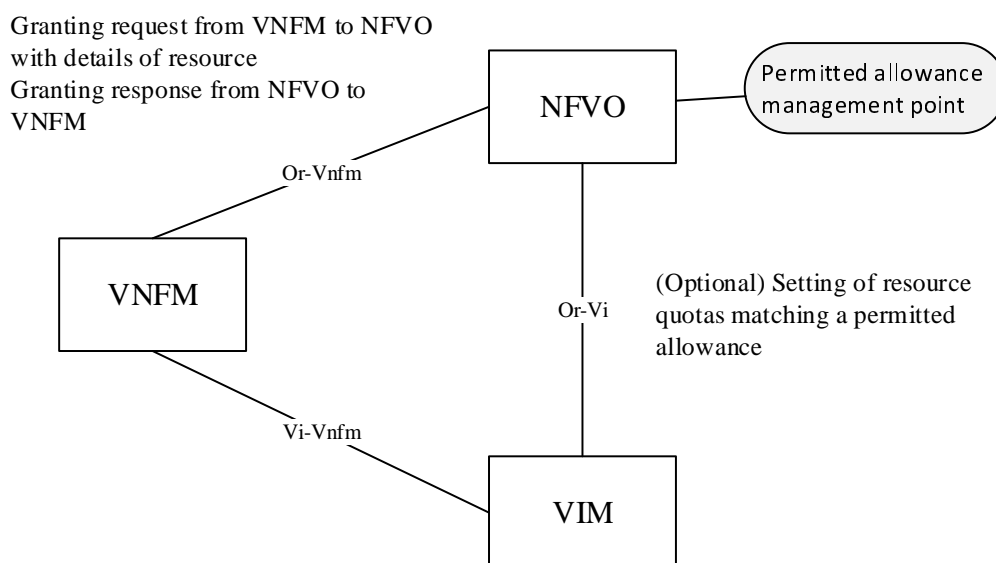 Granting request from VNFM to NFVO
with details of resource
Granting response from NFVO to
VNFM
NFVO
Permitted allowance
management point
Or-Vnfm
VNFM
(Optional) Setting of resource
quotas matching a permitted
allowance
Or-Vi
Vi-Vnfm
VIM